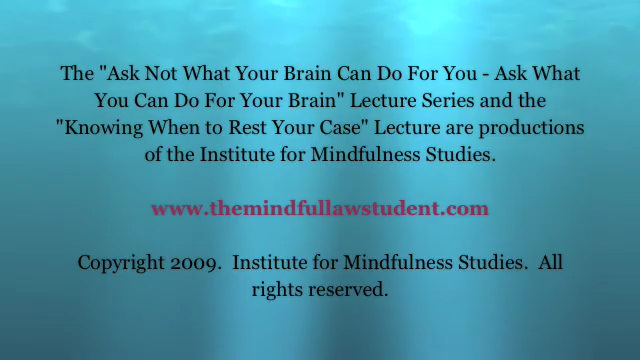 The "Ask Not What Your Brain Can Do For You - Ask What
You Can Do For Your Brain" Lecture Series and the
"Knowing When to Rest Your Case" Lecture are productions
of the Institute for Mindfulness Studies.
www.themindfullawstudent.com
Copyright 2009.  Institute for Mindfulness Studies.  All
rights reserved.